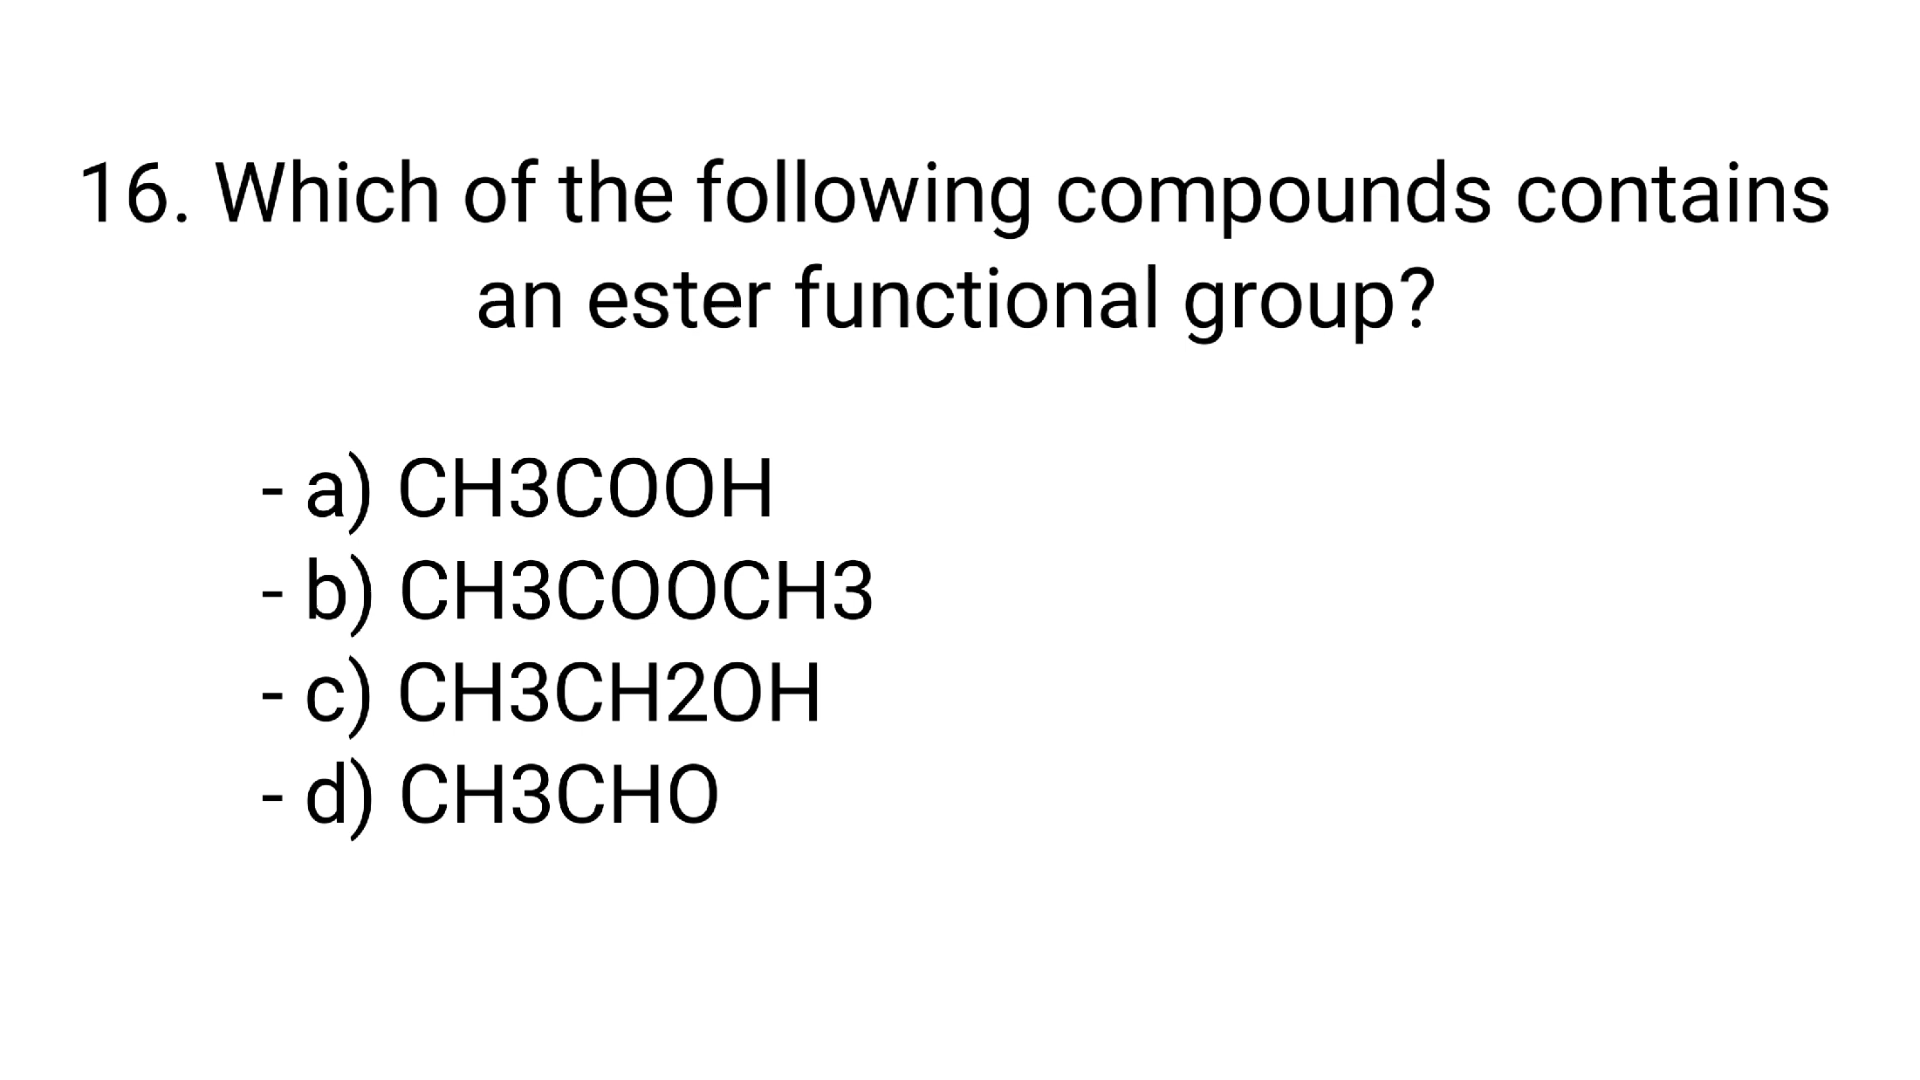 16. Which of the following compounds contains
an ester functional group?
- a) CH3COOH
- b) CH3COOCH3
- c) CH3CH2OH
- d) CH3CHO